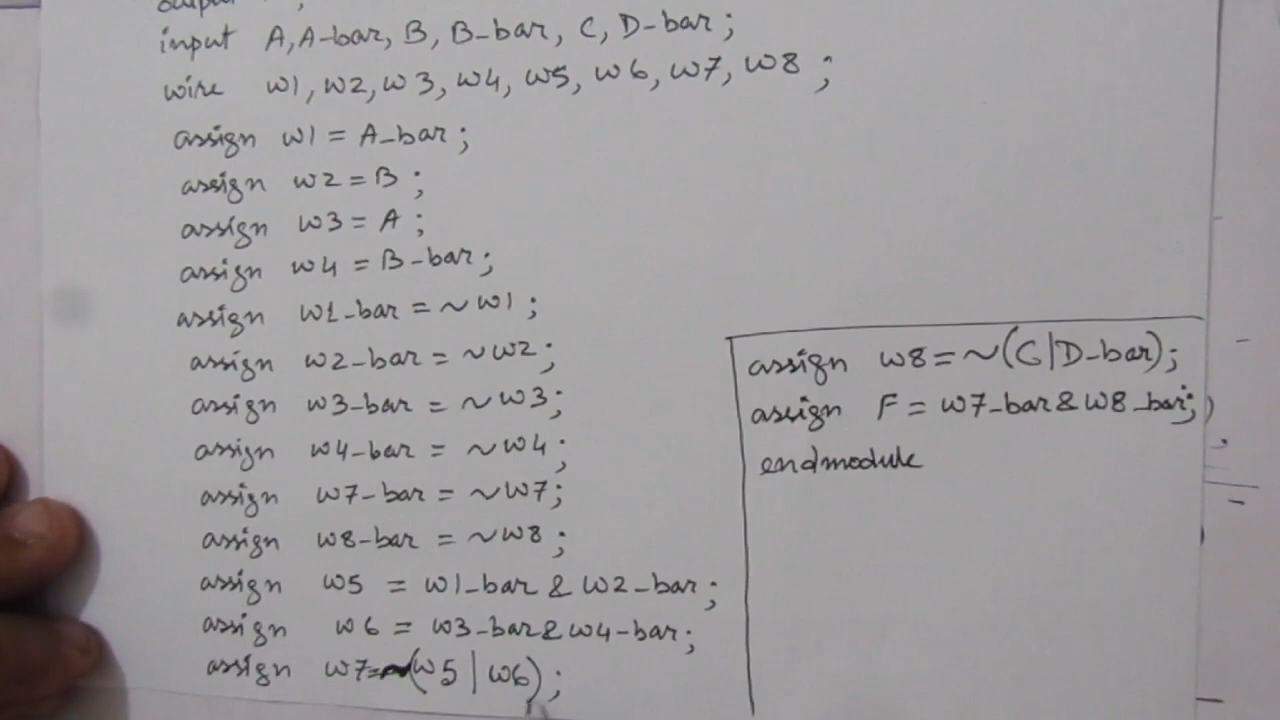 output
input A, A-bar, B, B-bar, C, D-bar;
wire w1, w2, w3, w4, w5, w6, w7, w8;
assign w1 = A-bar;
assign w2 = B;
assign w3 = A;
assign w4 = B-bar;
assign w1-bar = ~w1;
assign w2-bar = ~w2;
assign w3-bar = ~w3;
assign w4-bar = ~w4;
assign w7-bar = ~w7;
assign w8-bar = ~w8;
assign w5 = w1-bar & w2-bar;
assign w6 = w3-bar & w4-bar;
assign w7=~(w5 | w6);
assign w8=~(C|D-bar);
assign F = w7-bar & w8-bar;
endmodule